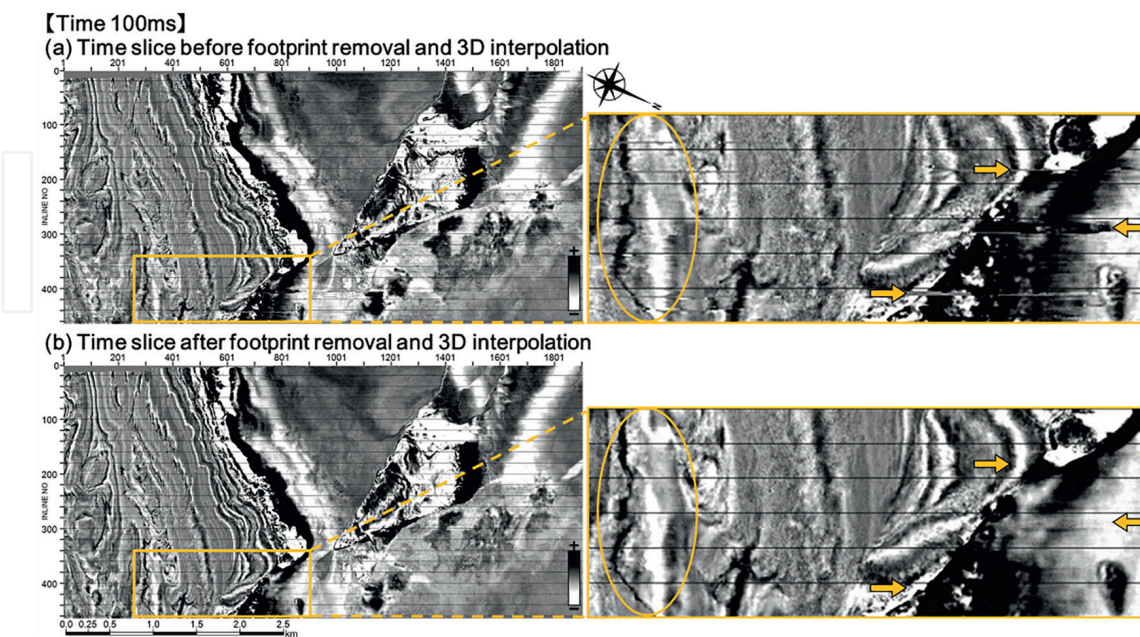 【Time 100ms】
(a) Time slice before footprint removal and 3D interpolation
1 201 401 601 801 1001 1201 1401 1601 1801
0
100
200
300
400
INLINE NO
+
−
N
(b) Time slice after footprint removal and 3D interpolation
1 201 401 601 801 1001 1201 1401 1601 1801
0
100
200
300
400
INLINE NO
+
−
0.0 0.25 0.5 1.0 1.5 2.0 2.5
km